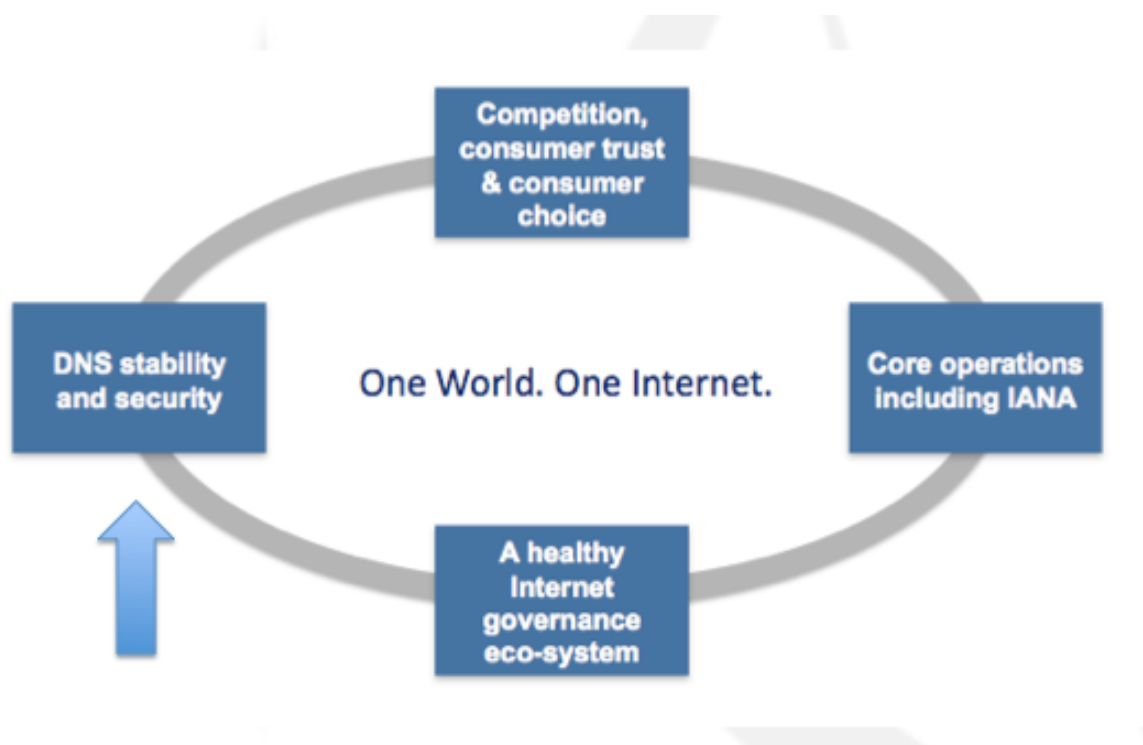 Competition,
consumer trust
& consumer
choice
DNS stability
and security
One World. One Internet.
Core operations
including IANA
A healthy
Internet
governance
eco-system